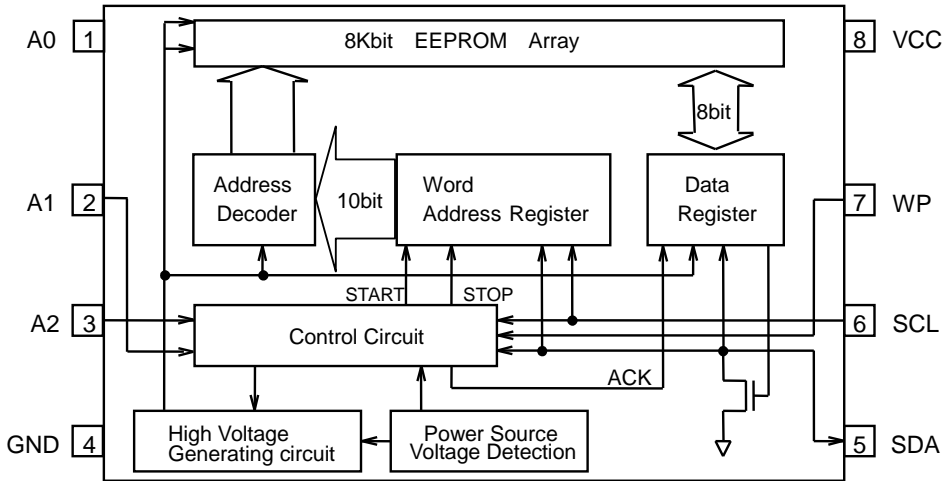 A0 1
8Kbit EEPROM Array
8 VCC
8bit
A1 2
Address
Decoder
10bit
Word
Address Register
Data
Register
7 WP
START
STOP
A2 3
Control Circuit
6 SCL
ACK
GND 4
High Voltage
Generating circuit
Power Source
Voltage Detection
5 SDA